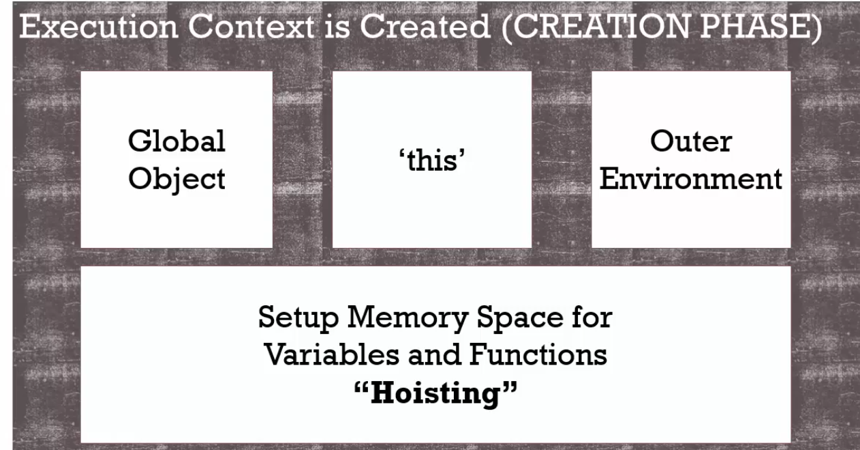 Execution Context is Created (CREATION PHASE)
Global
Object
‘this’
Outer
Environment
Setup Memory Space for
Variables and Functions
“Hoisting”